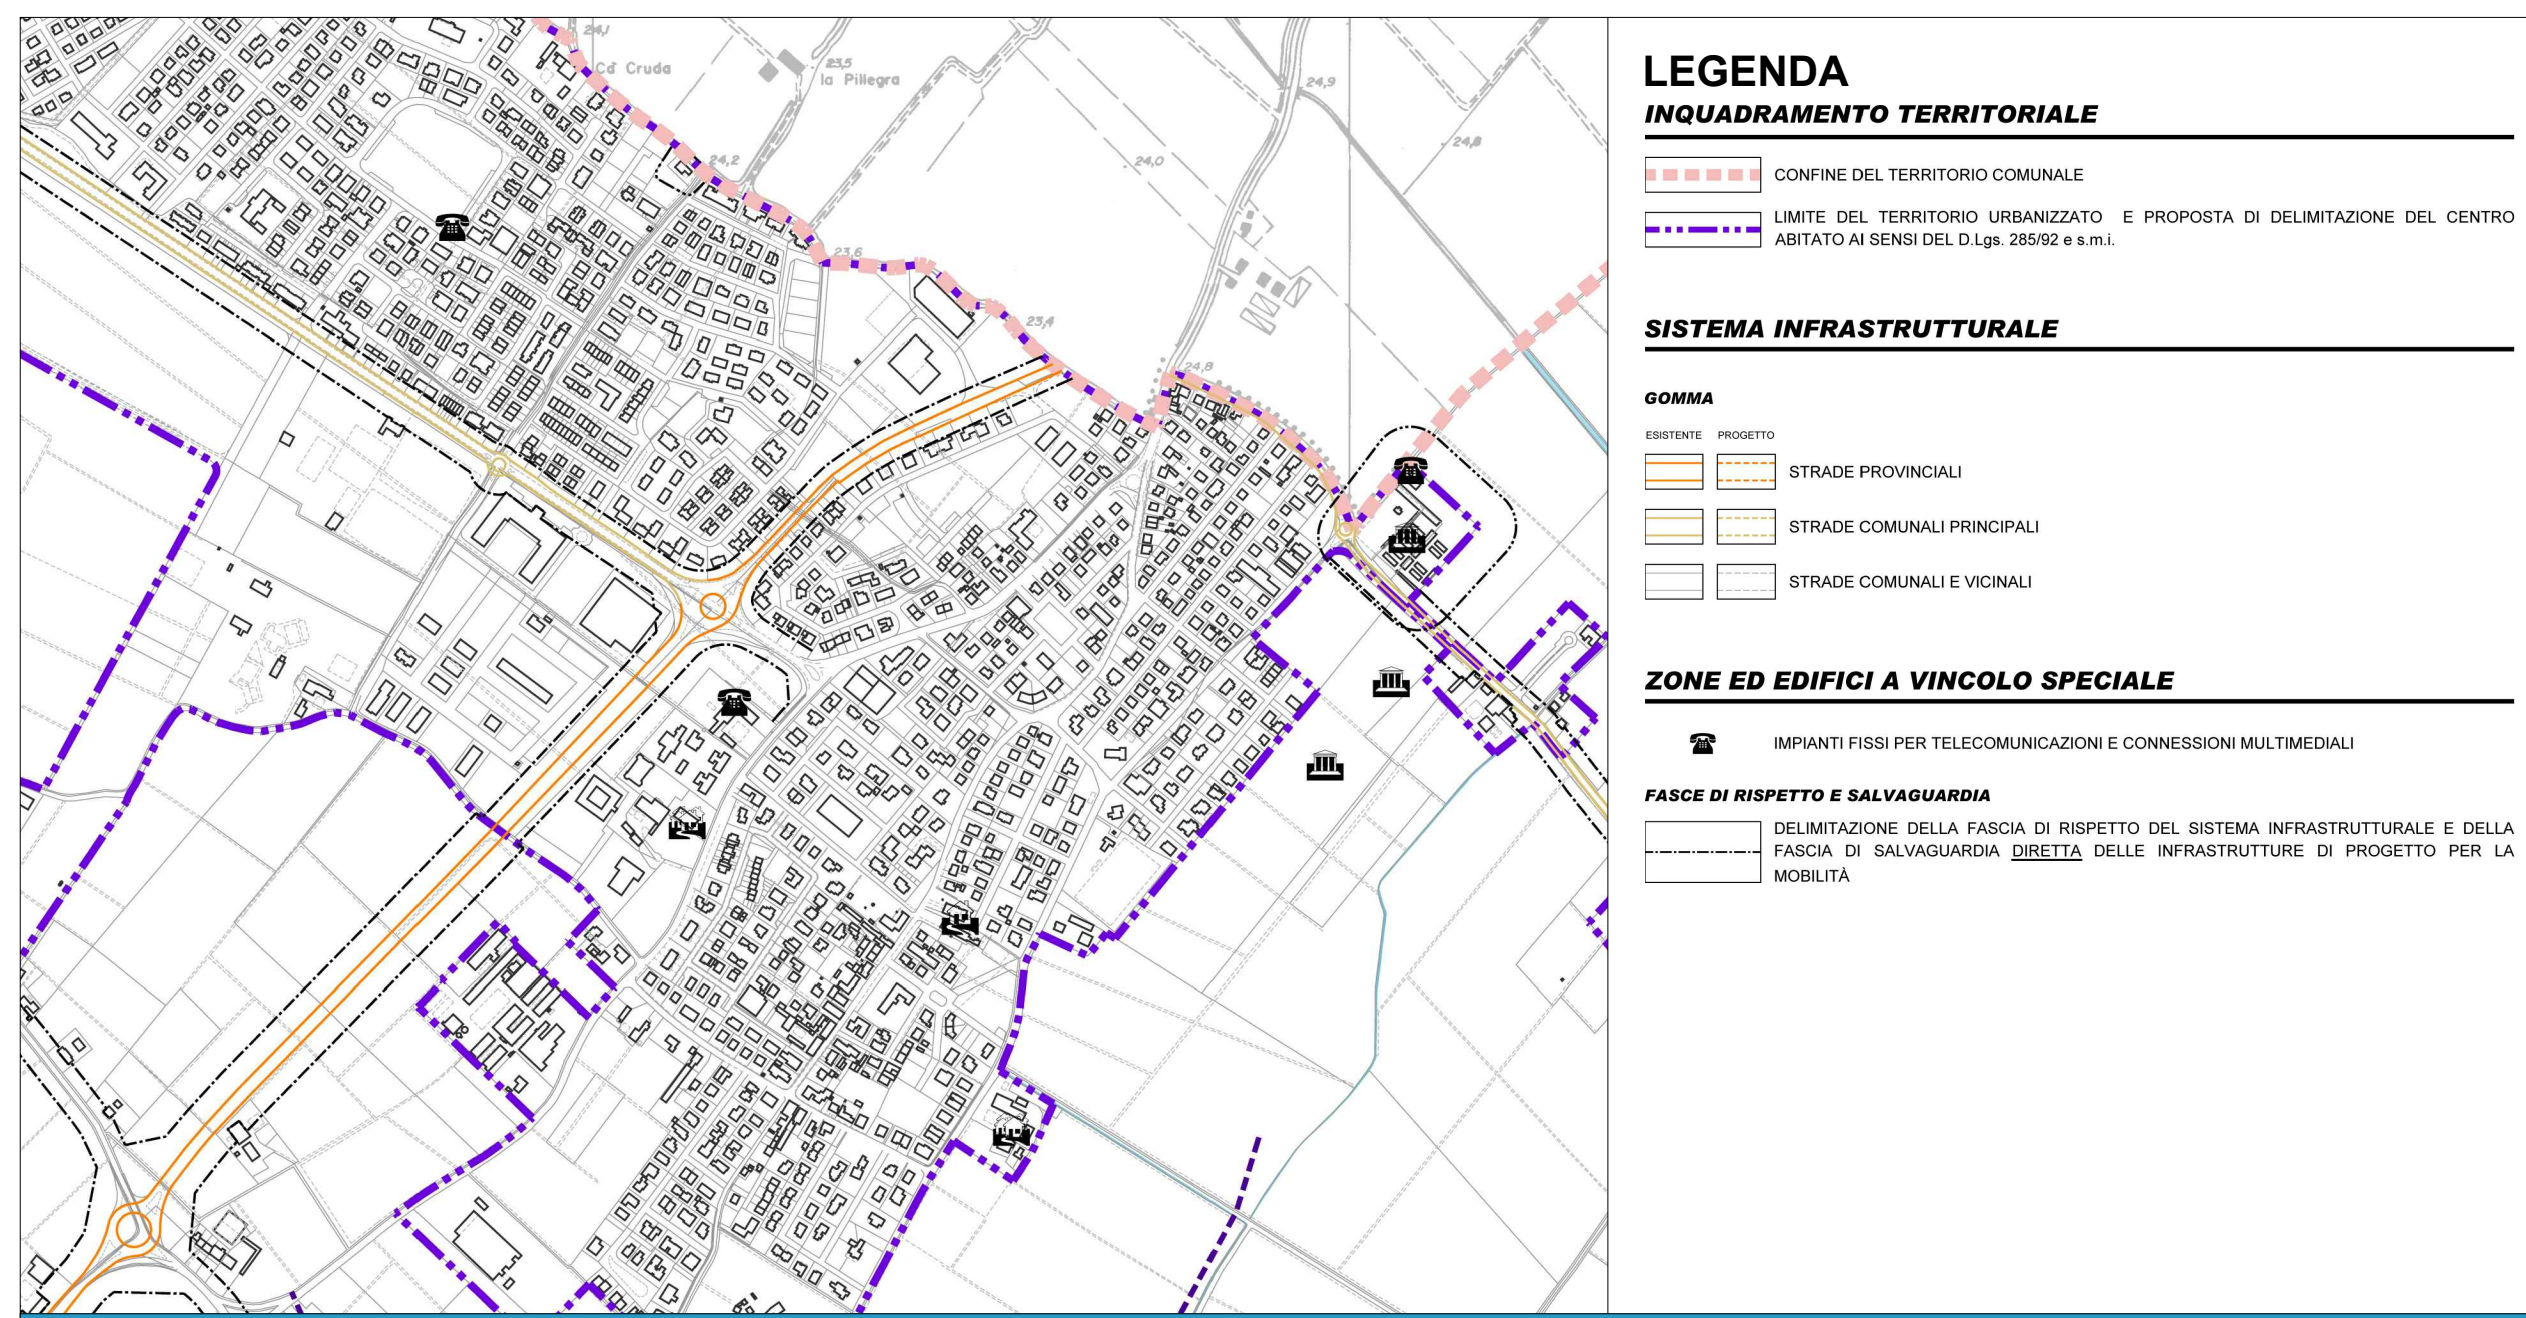 24,1
Cà Cruda
23,5
la Pillegra
24,9
24,8
24,2
24,0
23,6
23,4
24,8
LEGENDA
INQUADRAMENTO TERRITORIALE
CONFINE DEL TERRITORIO COMUNALE
LIMITE DEL TERRITORIO URBANIZZATO E PROPOSTA DI DELIMITAZIONE DEL CENTRO
ABITATO AI SENSI DEL D.Lgs. 285/92 e s.m.i.
SISTEMA INFRASTRUTTURALE
GOMMA
ESISTENTE PROGETTO
STRADE PROVINCIALI
STRADE COMUNALI PRINCIPALI
STRADE COMUNALI E VICINALI
ZONE ED EDIFICI A VINCOLO SPECIALE
IMPIANTI FISSI PER TELECOMUNICAZIONI E CONNESSIONI MULTIMEDIALI
FASCE DI RISPETTO E SALVAGUARDIA
DELIMITAZIONE DELLA FASCIA DI RISPETTO DEL SISTEMA INFRASTRUTTURALE E DELLA
FASCIA DI SALVAGUARDIA DIRETTA DELLE INFRASTRUTTURE DI PROGETTO PER LA
MOBILITÀ